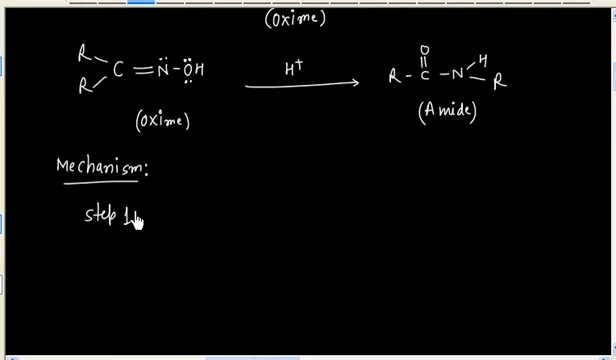 (Oxime)
R
R
C = N̈ - ÖH
H+
O
R - C - N
H
R
(Oxime)
(Amide)
Mechanism:
Step 1